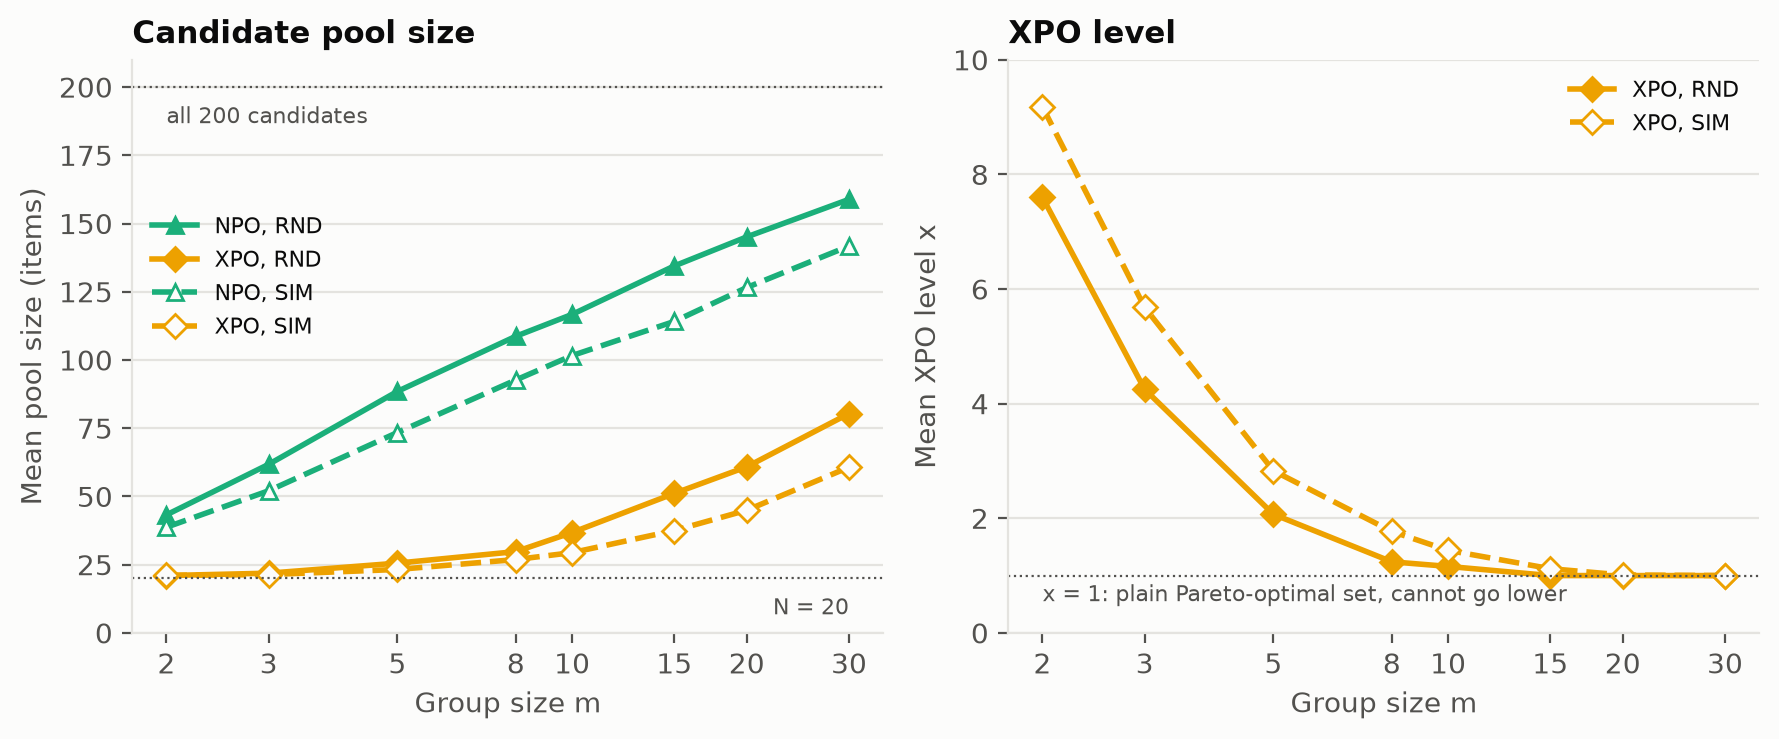 Candidate pool size
200
175
150
125
100
75
50
25
0
Mean pool size (items)
all 200 candidates
NPO, RND
XPO, RND
NPO, SIM
XPO, SIM
N = 20
2 3 5 8 10 15 20 30
Group size m
XPO level
10
8
6
4
2
0
Mean XPO level x
XPO, RND
XPO, SIM
x = 1: plain Pareto-optimal set, cannot go lower
2 3 5 8 10 15 20 30
Group size m